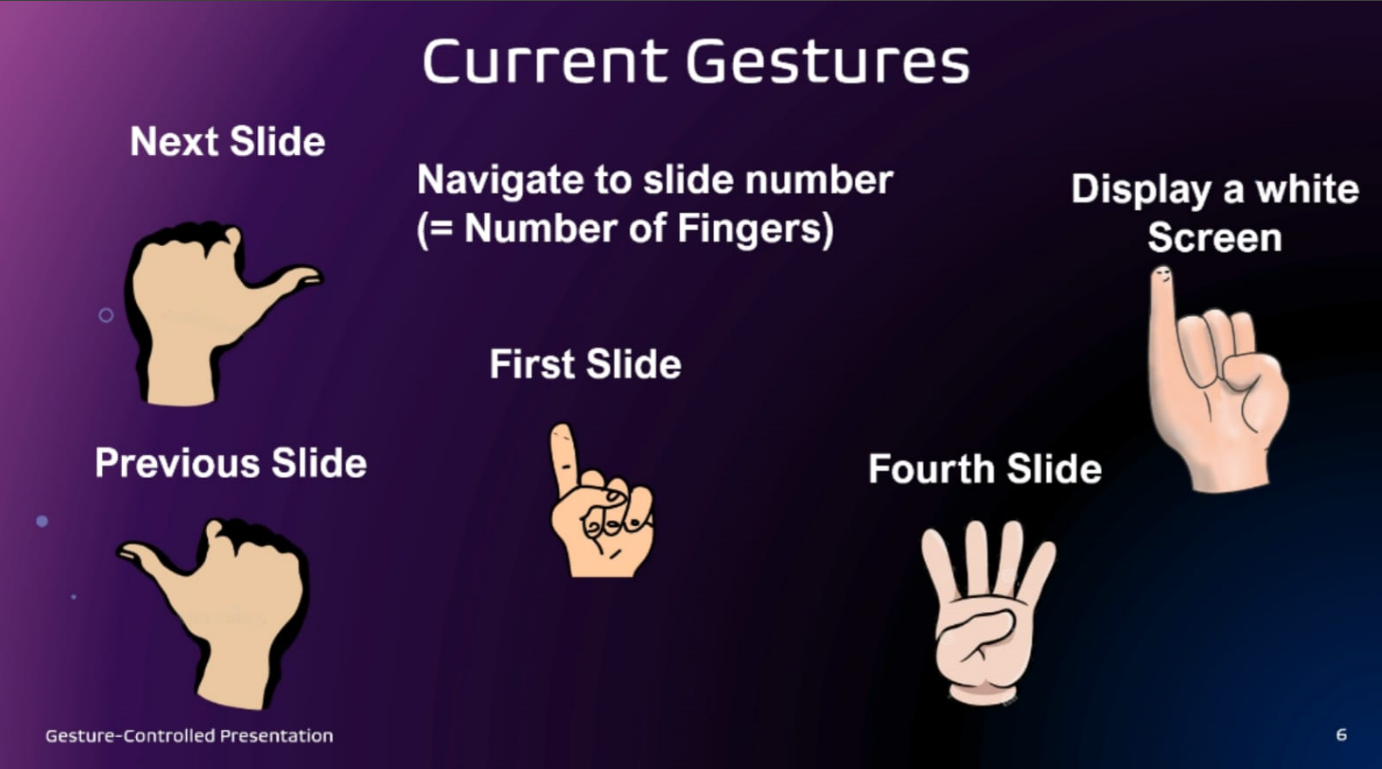 Current Gestures
Next Slide
Navigate to slide number
(= Number of Fingers)
Display a white
Screen
First Slide
Previous Slide
Fourth Slide
Gesture-Controlled Presentation
6